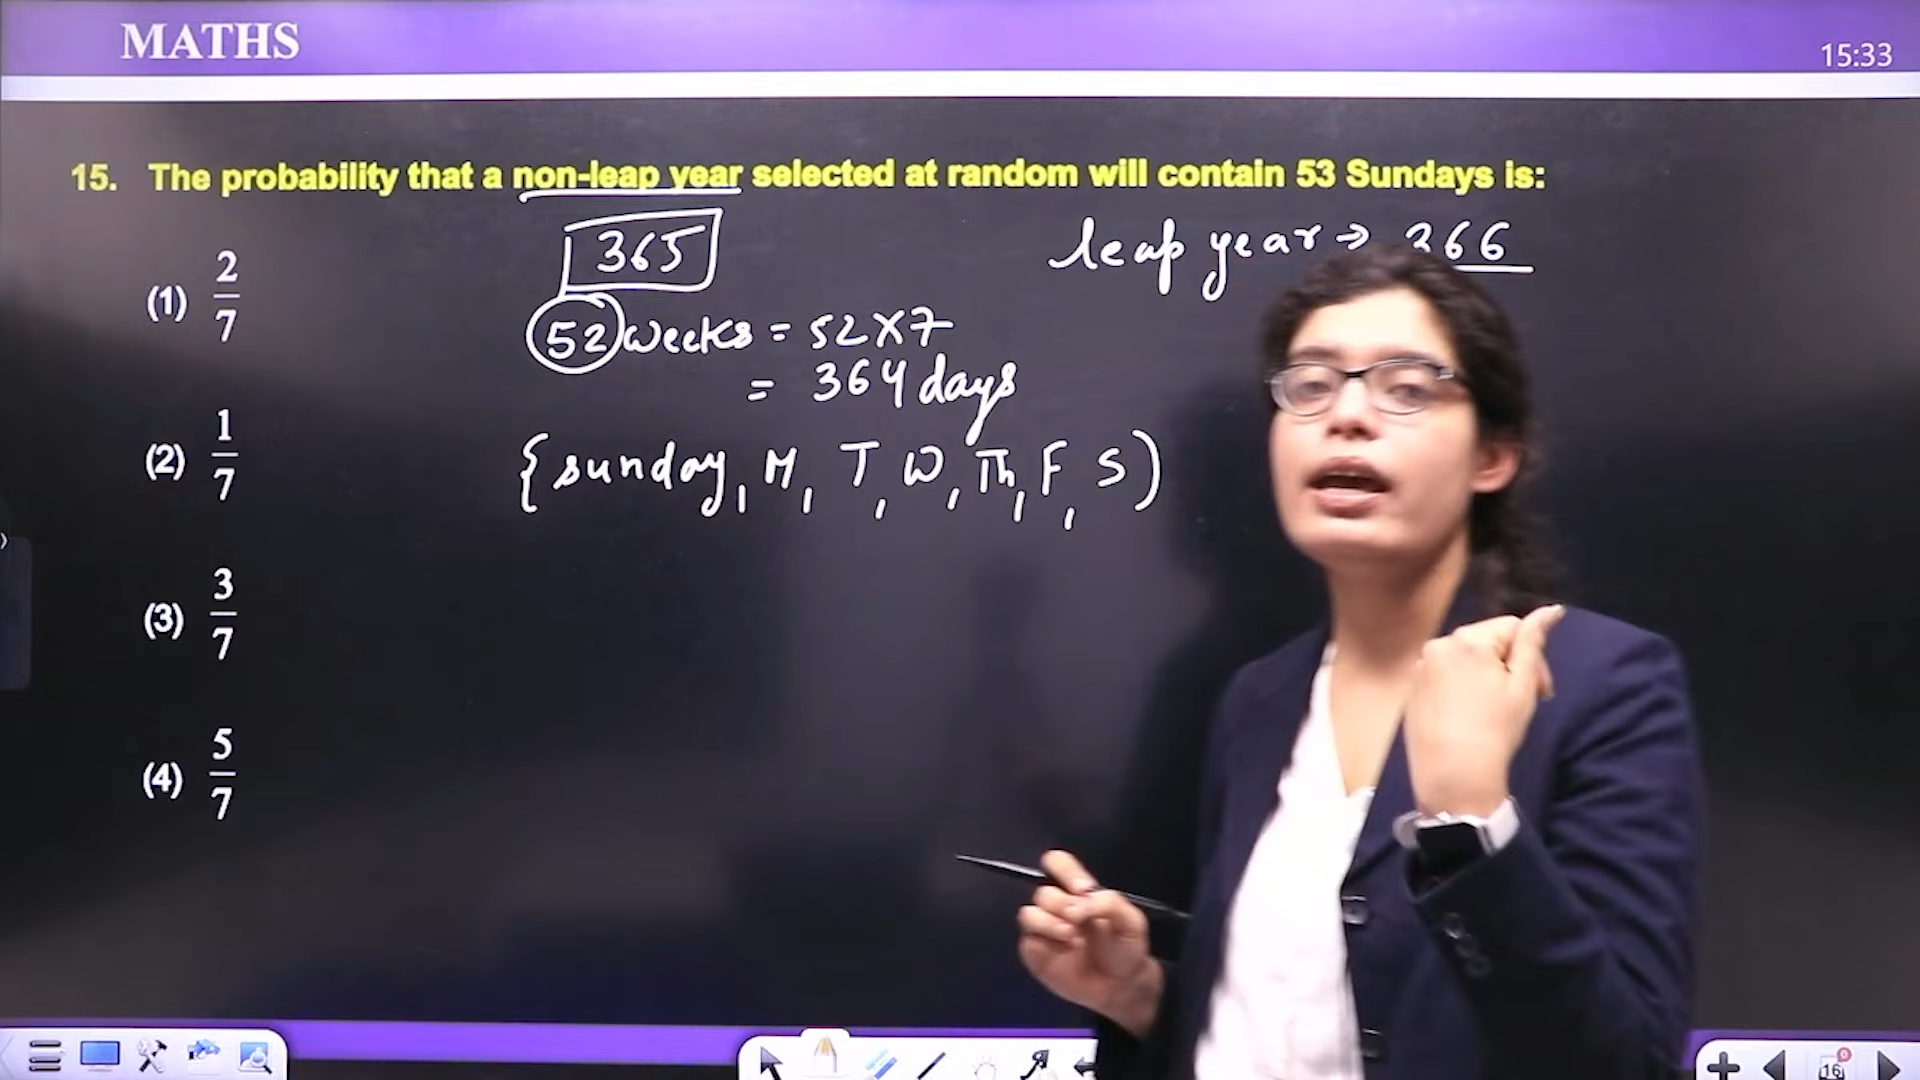 MATHS
15:33
15. The probability that a non-leap year selected at random will contain 53 Sundays is:
365
leap year → 366
(1) 2/7
52 weeks = 52×7
= 364 days
(2) 1/7
{sunday, M, T, W, Th, F, S)
(3) 3/7
(4) 5/7
16